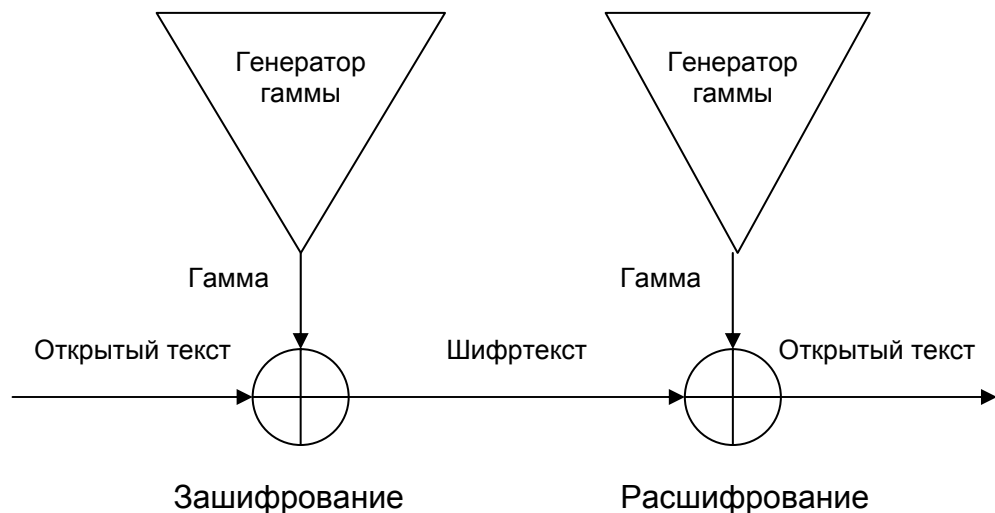 Генератор
гаммы
Генератор
гаммы
Гамма
Гамма
Открытый текст
Шифртекст
Открытый текст
Зашифрование
Расшифрование